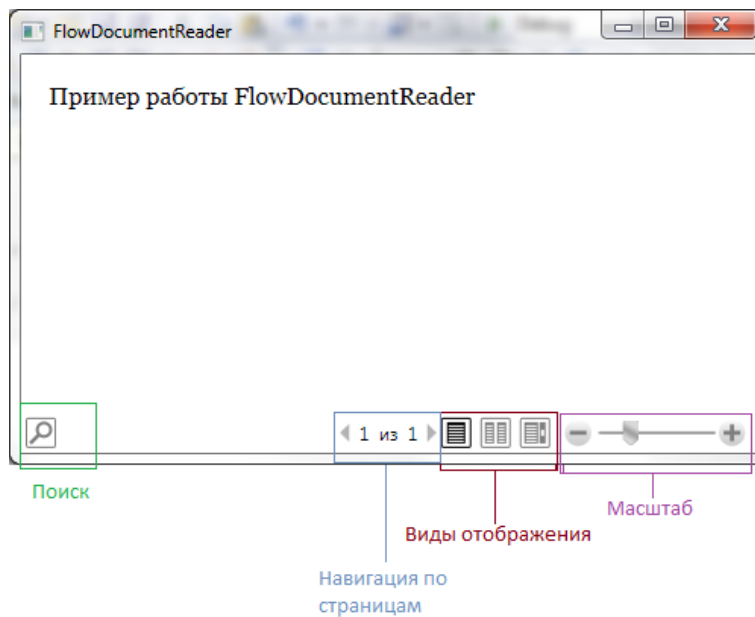 FlowDocumentReader
Пример работы FlowDocumentReader
1 из 1
Поиск
Масштаб
Виды отображения
Навигация по
страницам